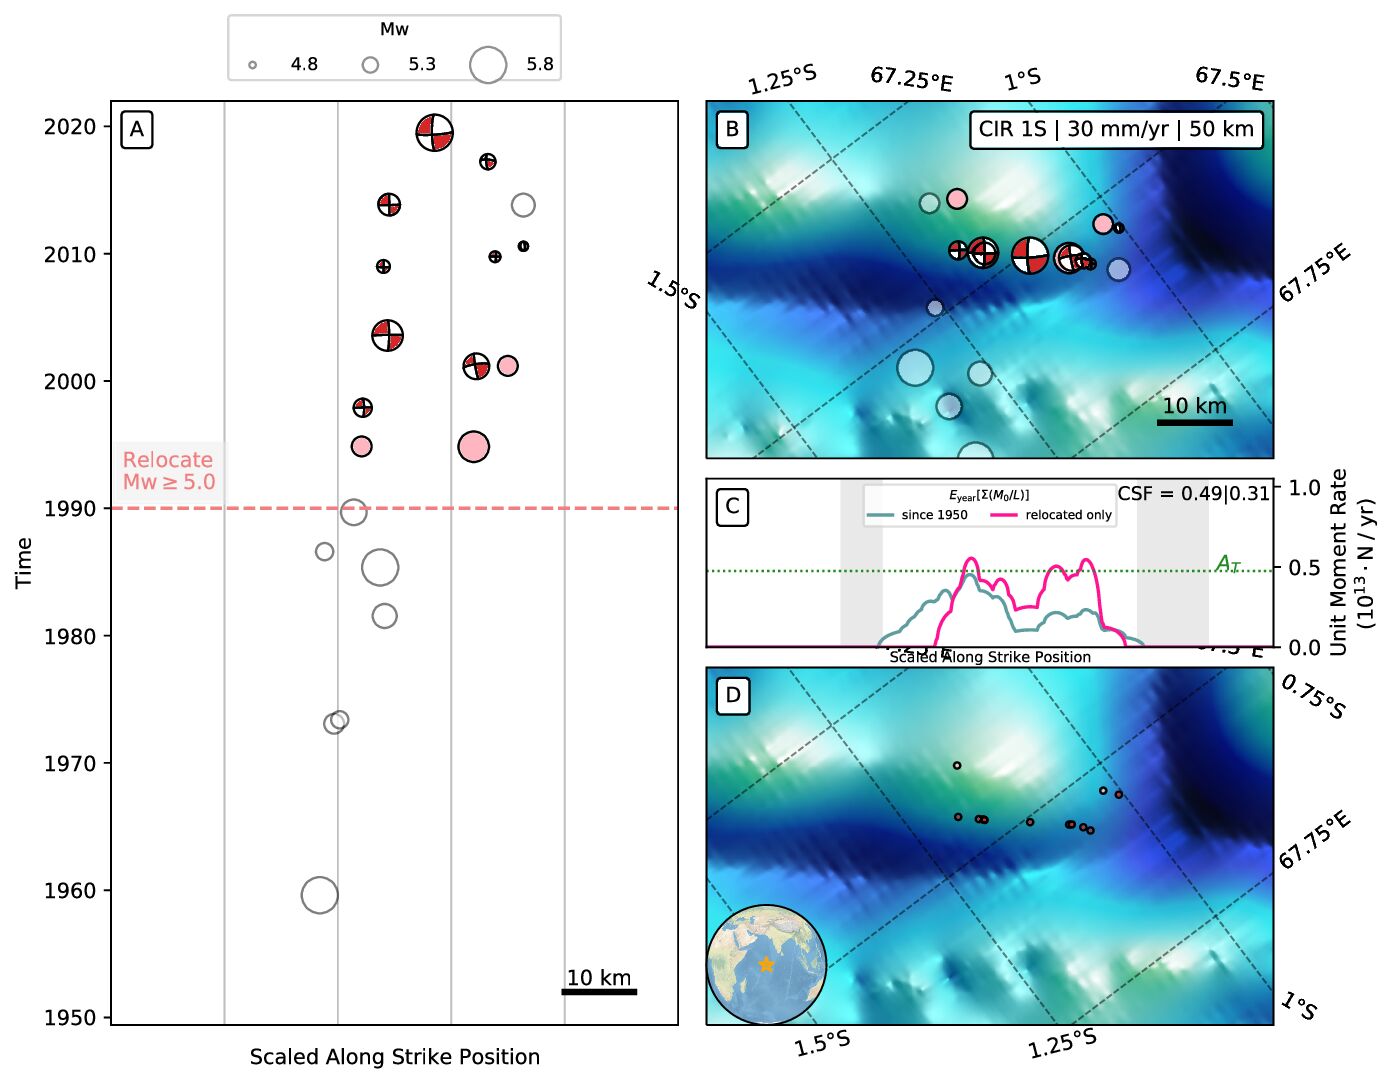 Mw
4.8
5.3
5.8
A
2020
2010
2000
1990
1980
1970
1960
1950
Time
Relocate
Mw ≥ 5.0
10 km
Scaled Along Strike Position
1.25°S
67.25°E
1°S
67.5°E
B
CIR 1S | 30 mm/yr | 50 km
1.5°S
67.75°E
10 km
C
E_year[Σ(M_0/L)]
since 1950
relocated only
CSF = 0.49|0.31
A_T
1.0
0.5
0.0
Unit Moment Rate
(10^13 · N / yr)
Scaled Along Strike Position
D
0.75°S
67.75°E
1°S
1.5°S
1.25°S